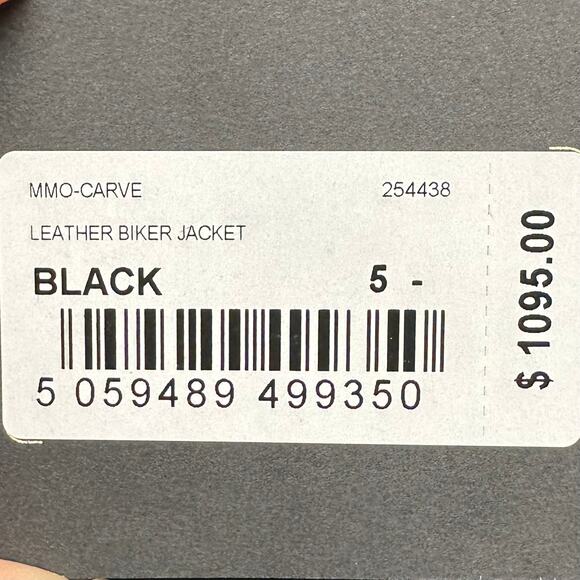 MMO-CARVE 254438
LEATHER BIKER JACKET
BLACK 5 -
5 059489 499350
$ 1095.00